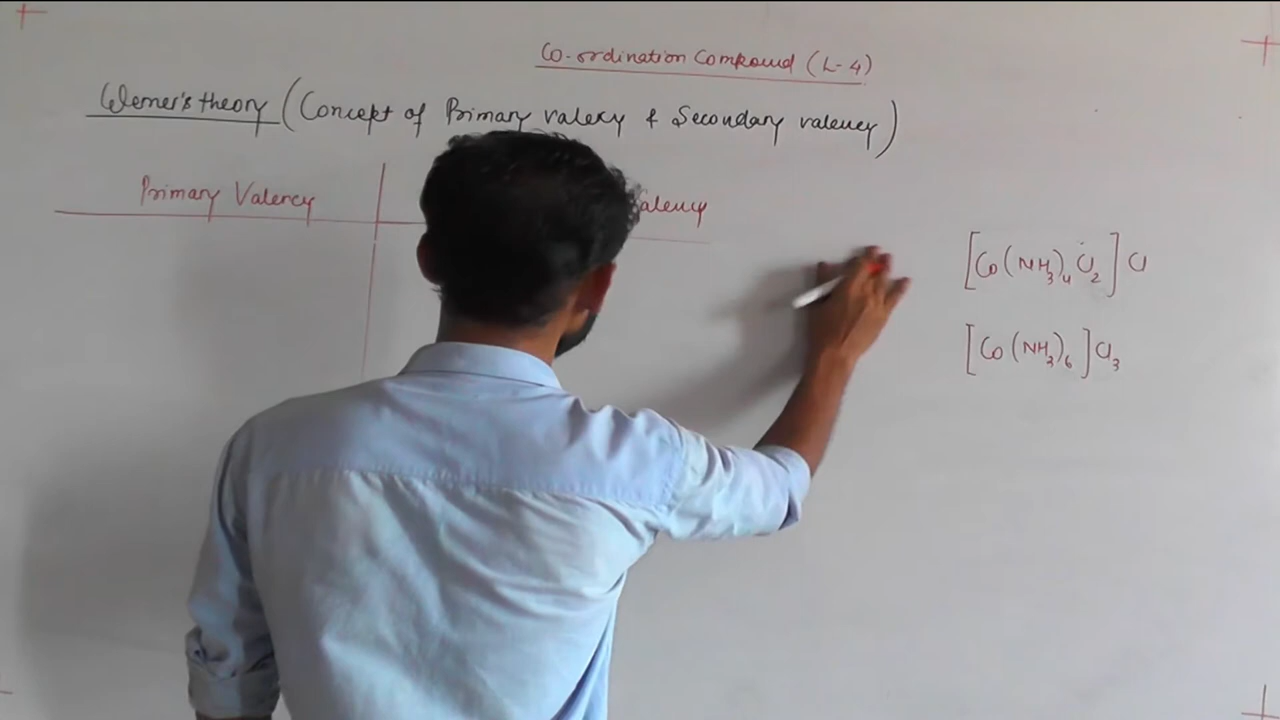 Co-ordination Compound (L-4)
Werner's theory (Concept of Primary valency & Secondary valency)
Primary Valency
alency
[Co(NH₃)₄Cl₂]Cl
[Co(NH₃)₆]Cl₃